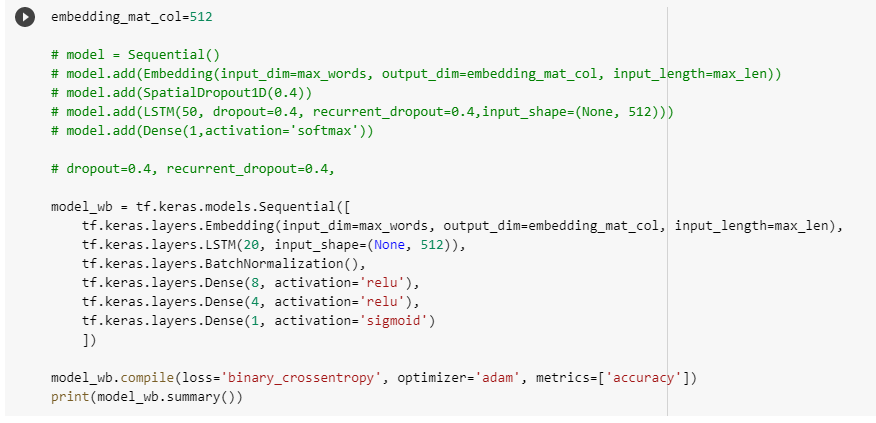 embedding_mat_col=512
# model = Sequential()
# model.add(Embedding(input_dim=max_words, output_dim=embedding_mat_col, input_length=max_len))
# model.add(SpatialDropout1D(0.4))
# model.add(LSTM(50, dropout=0.4, recurrent_dropout=0.4,input_shape=(None, 512)))
# model.add(Dense(1,activation='softmax'))
# dropout=0.4, recurrent_dropout=0.4,
model_wb = tf.keras.models.Sequential([
    tf.keras.layers.Embedding(input_dim=max_words, output_dim=embedding_mat_col, input_length=max_len),
    tf.keras.layers.LSTM(20, input_shape=(None, 512)),
    tf.keras.layers.BatchNormalization(),
    tf.keras.layers.Dense(8, activation='relu'),
    tf.keras.layers.Dense(4, activation='relu'),
    tf.keras.layers.Dense(1, activation='sigmoid')
    ])
model_wb.compile(loss='binary_crossentropy', optimizer='adam', metrics=['accuracy'])
print(model_wb.summary())